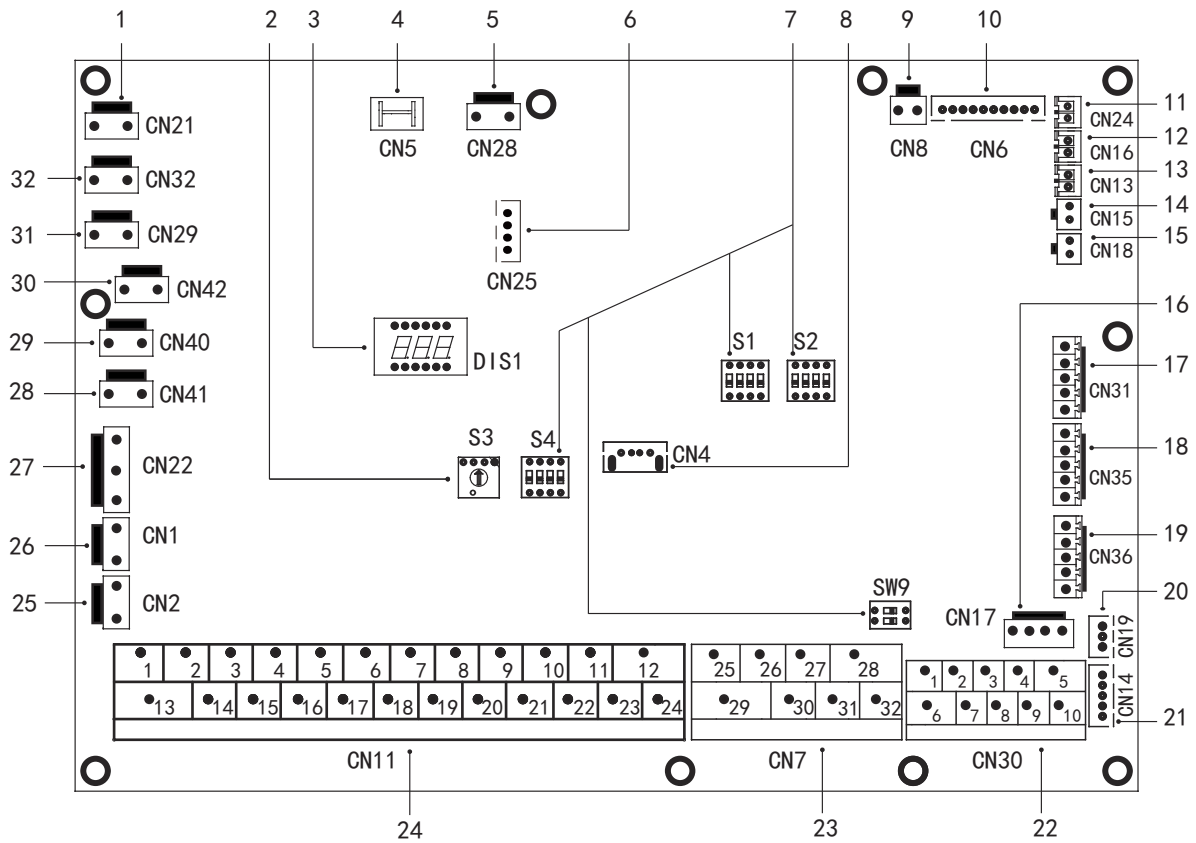 1 2 3 4 5 6 7 8 9 10
CN21 CN5 CN28 CN8 CN6 CN24 11
CN16 12
32 CN32 CN13 13
CN15 14
31 CN29 CN18 15
CN25
30 CN42 16
29 CN40 DIS1 S1 S2 CN31 17
28 CN41
S3 S4 CN4 18
27 CN22 CN35
26 CN1 19
CN36
25 CN2 SW9 20
CN17 CN19
1 2 3 4 5 6 7 8 9 10 11 12 25 26 27 28 1 2 3 4 5
13 14 15 16 17 18 19 20 21 22 23 24 29 30 31 32 6 7 8 9 10 CN14
21
CN11 CN7 CN30
24 23 22